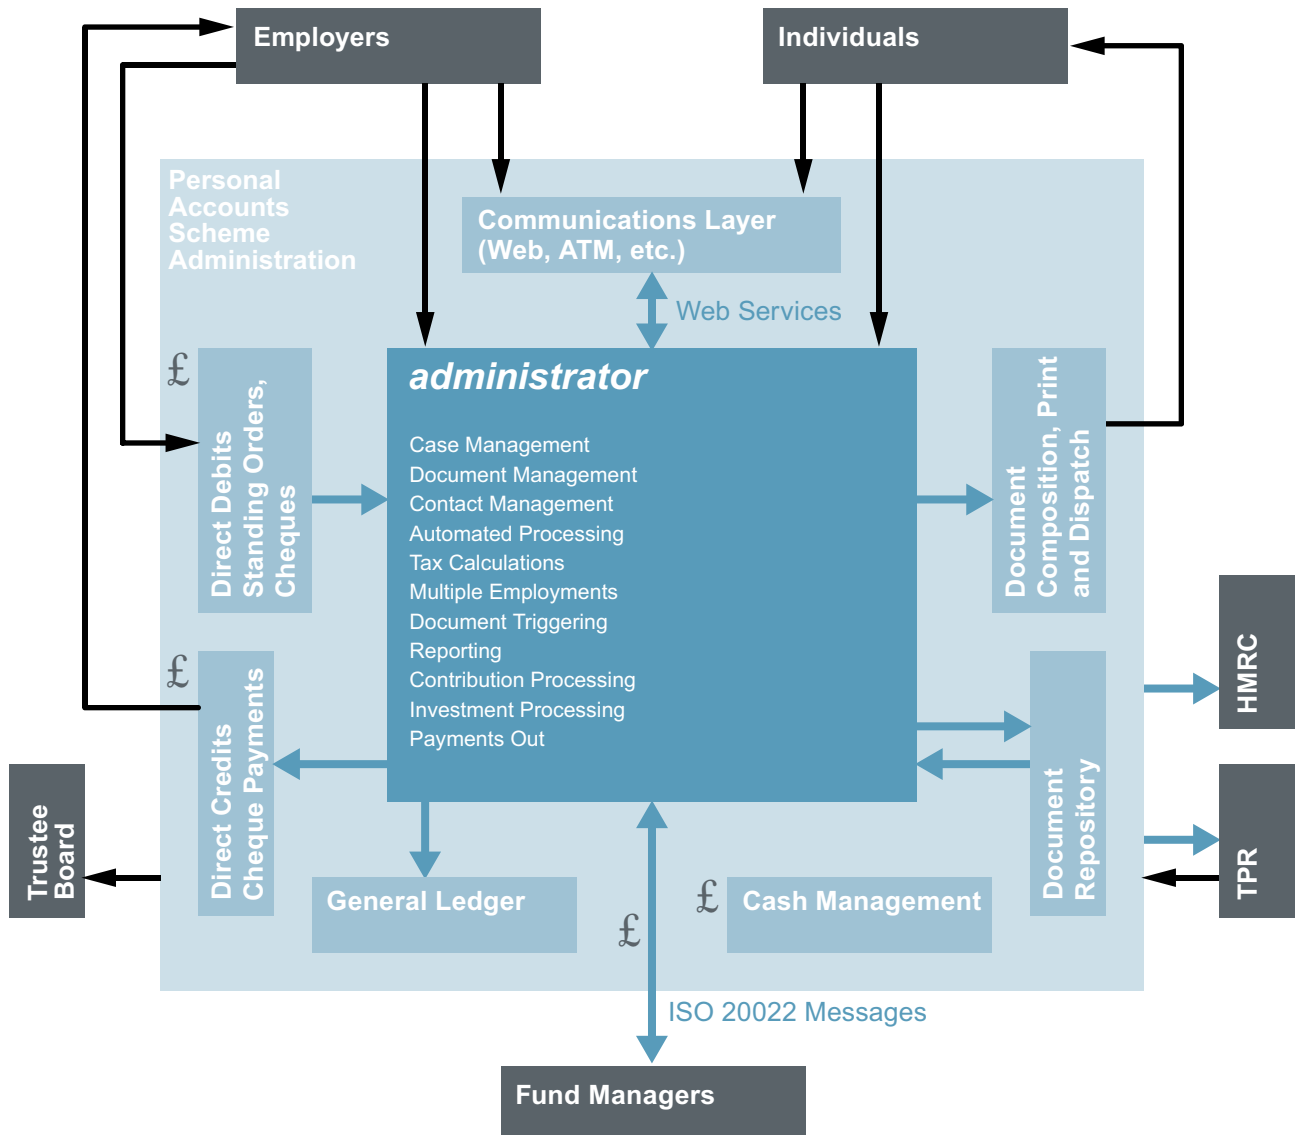 Employers
Individuals
Personal
Accounts
Scheme
Administration
Communications Layer
(Web, ATM, etc.)
Web Services
£
Direct Debits
Standing Orders,
Cheques
administrator
Case Management
Document Management
Contact Management
Automated Processing
Tax Calculations
Multiple Employments
Document Triggering
Reporting
Contribution Processing
Investment Processing
Payments Out
Document
Composition, Print
and Dispatch
£
Direct Credits
Cheque Payments
Document
Repository
HMRC
TPR
Trustee
Board
General Ledger
£
£
Cash Management
ISO 20022 Messages
Fund Managers